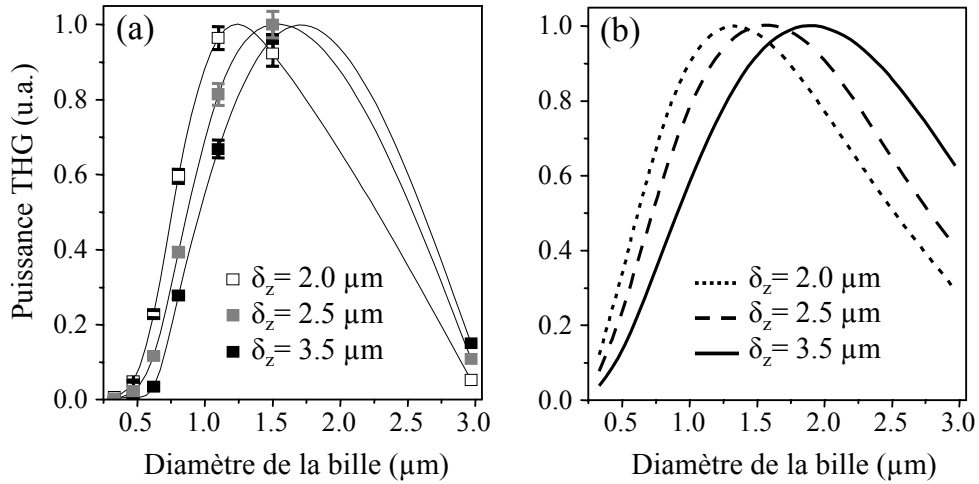 (a)
Puissance THG (u.a.)
1.0
0.8
0.6
0.4
0.2
0.0
δz= 2.0 µm
δz= 2.5 µm
δz= 3.5 µm
0.5 1.0 1.5 2.0 2.5 3.0
Diamètre de la bille (µm)
(b)
1.0
0.8
0.6
0.4
0.2
0.0
δz= 2.0 µm
δz= 2.5 µm
δz= 3.5 µm
0.5 1.0 1.5 2.0 2.5 3.0
Diamètre de la bille (µm)